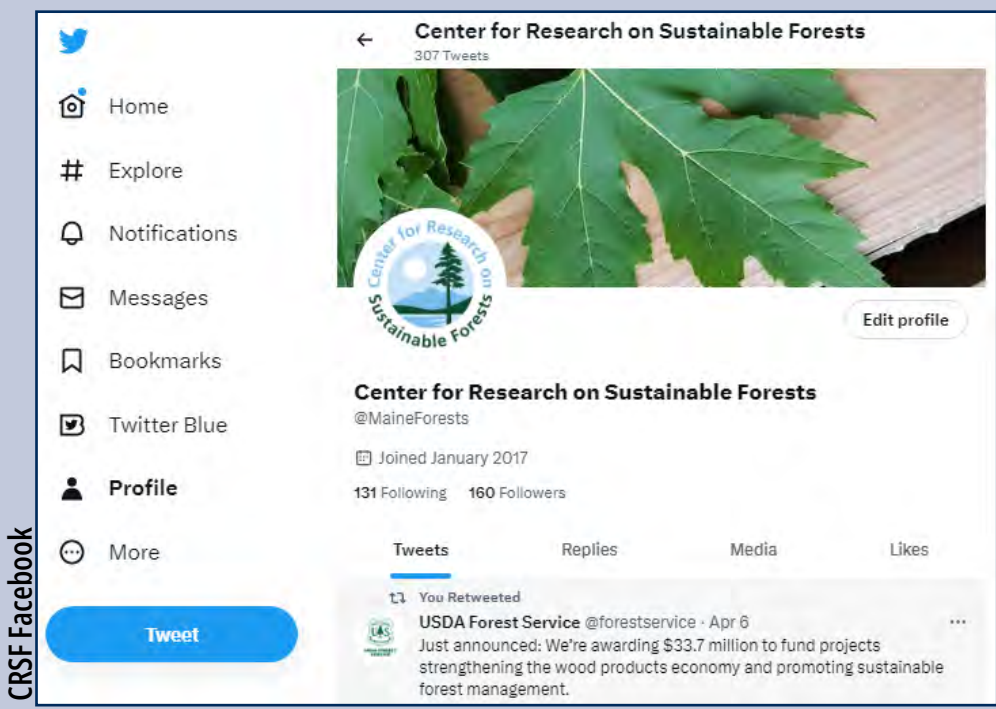 CRSF Facebook
Home
Explore
Notifications
Messages
Bookmarks
Twitter Blue
Profile
More
Tweet
Center for Research on Sustainable Forests
307 Tweets
Center for Research on
Sustainable Forests
Edit profile
Center for Research on Sustainable Forests
@MaineForests
Joined January 2017
131 Following 160 Followers
Tweets Replies Media Likes
You Retweeted
USDA Forest Service @forestservice · Apr 6
Just announced: We're awarding $33.7 million to fund projects
strengthening the wood products economy and promoting sustainable
forest management.